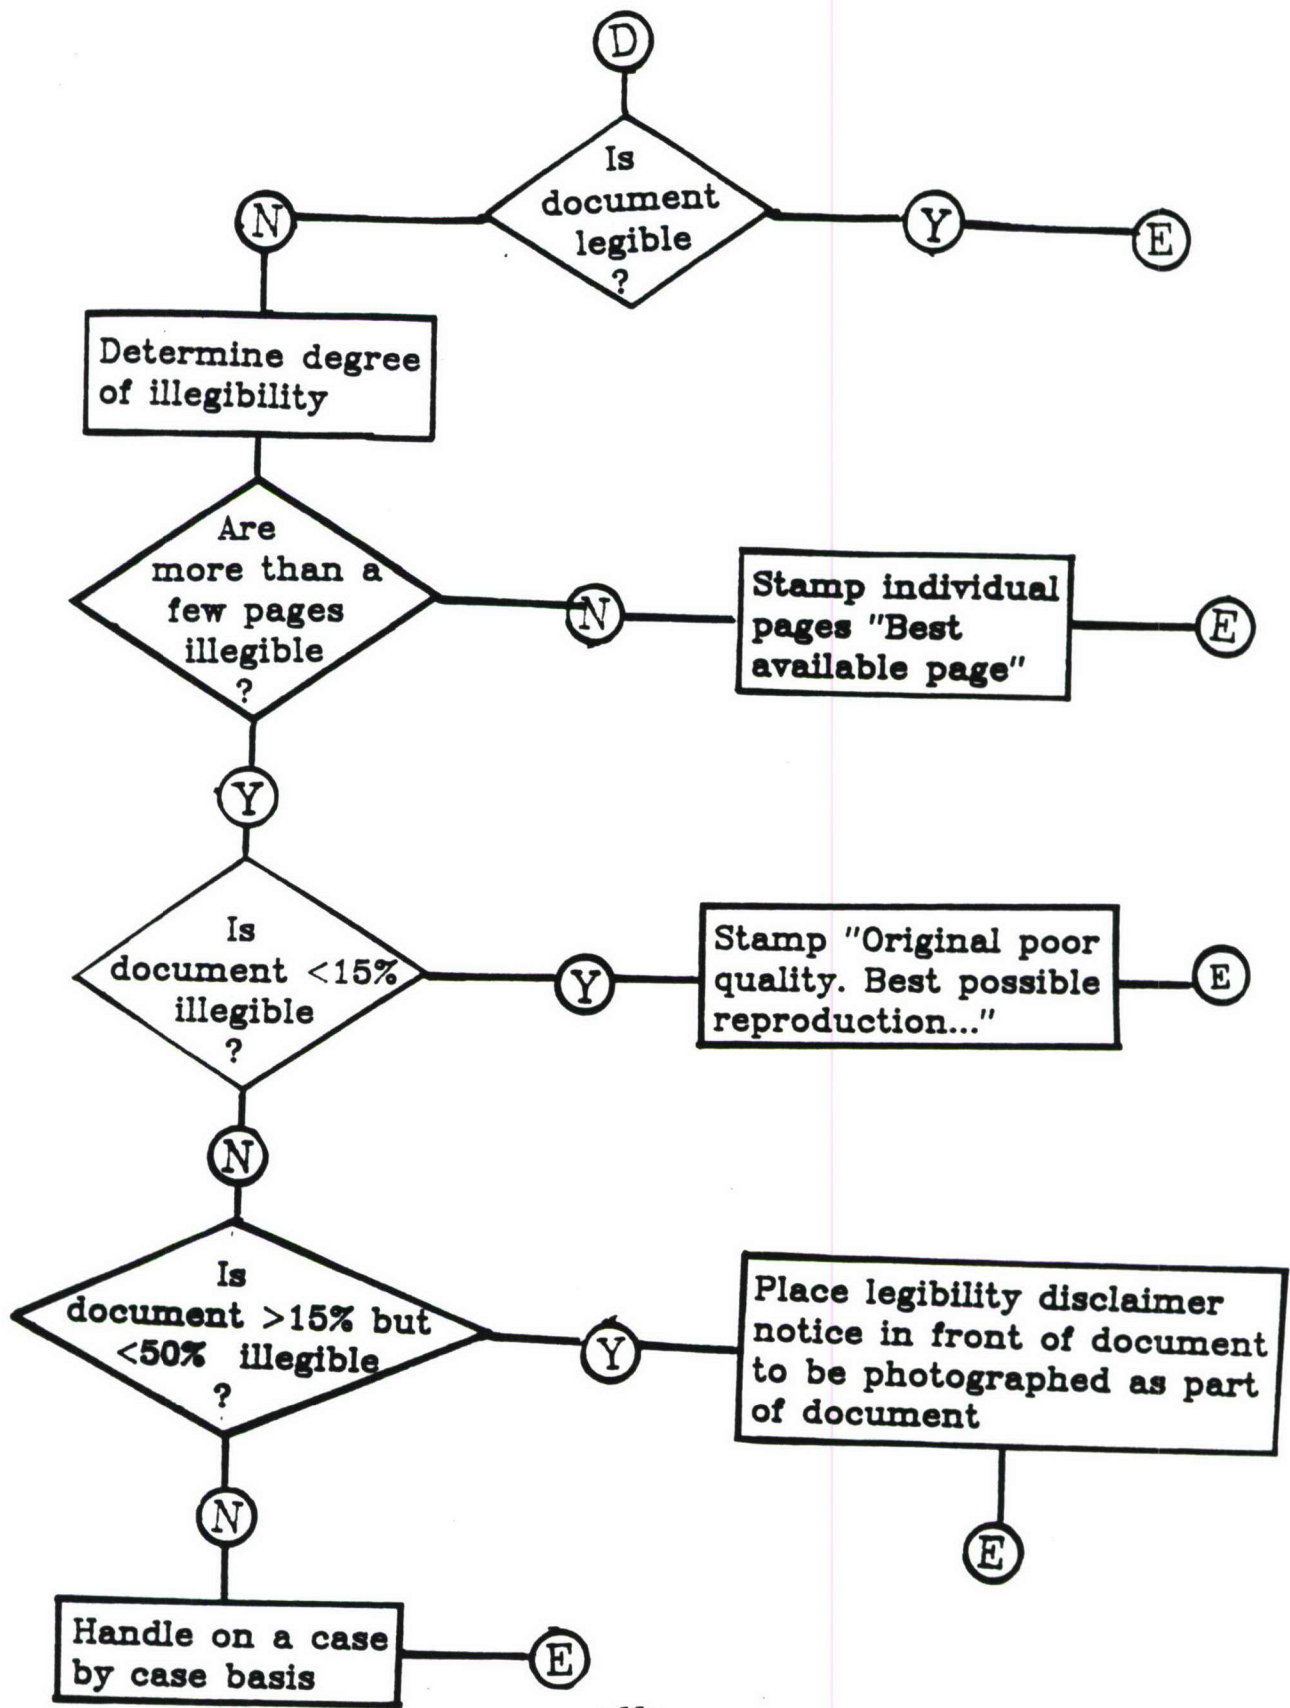 D
Is
document
legible
?
N
Y
E
Determine degree
of illegibility
Are
more than a
few pages
illegible
?
N
Stamp individual
pages "Best
available page"
E
Y
Is
document <15%
illegible
?
Y
Stamp "Original poor
quality. Best possible
reproduction..."
E
N
Is
document >15% but
<50% illegible
?
Y
Place legibility disclaimer
notice in front of document
to be photographed as part
of document
E
N
Handle on a case
by case basis
E